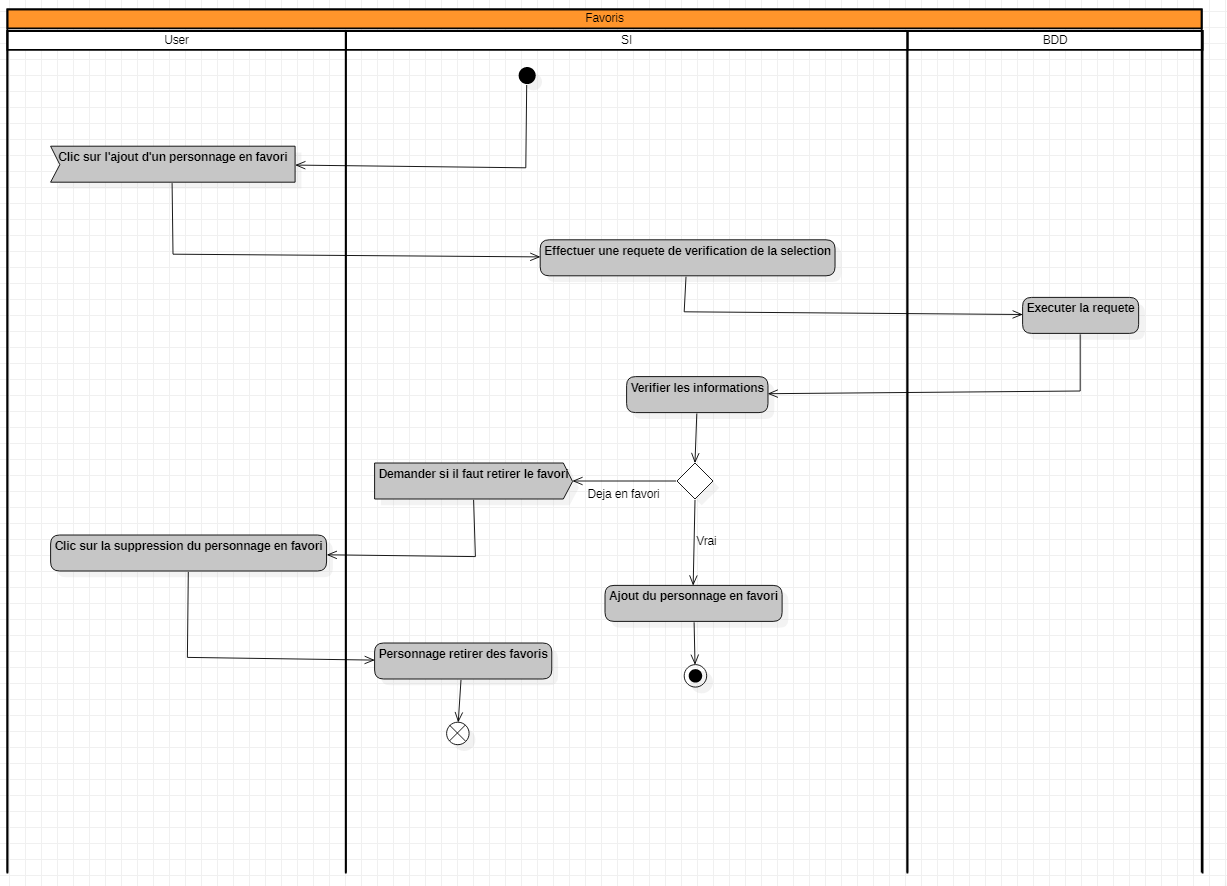 Favoris
User
SI
BDD
Clic sur l'ajout d'un personnage en favori
Effectuer une requete de verification de la selection
Executer la requete
Verifier les informations
Demander si il faut retirer le favori
Deja en favori
Vrai
Clic sur la suppression du personnage en favori
Ajout du personnage en favori
Personnage retirer des favoris